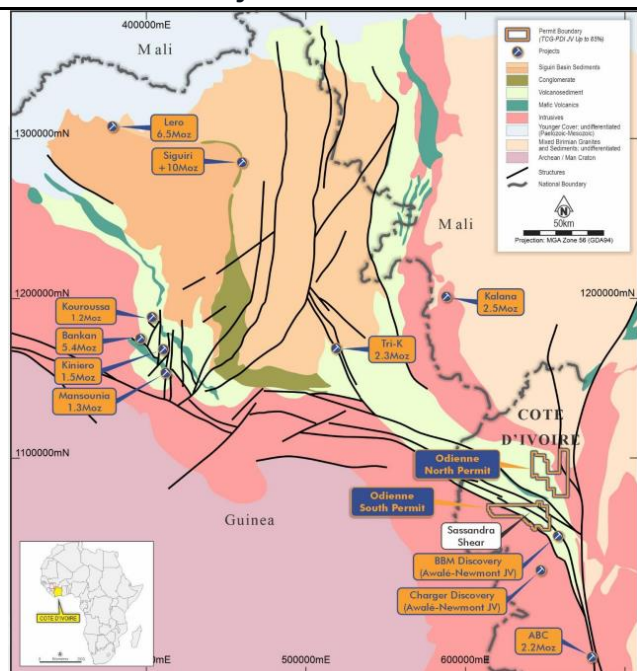 400000mE
Mali
1300000mN
Lero
6.5Moz
Siguiri
+10Moz
Permit Boundary
(TCG-PDI JV Up to 65%)
Projects
Siguiri Basin Sediments
Conglomerate
Volcanosediment
Mafic Volcanics
Intrusives
Younger Cover; undifferentiated
(Paelozoic-Mesozoic)
Mixed Birimian Granites
and Sediments; undifferentiated
Archean / Man Craton
Structures
National Boundary
N
50km
Projection: MGA Zone 56 (GDA94)
Mali
1200000mN
1200000mN
Kouroussa
1.2Moz
Bankan
5.4Moz
Kiniero
1.5Moz
Mansounia
1.3Moz
Kalana
2.5Moz
Tri-K
2.3Moz
COTE
D'IVOIRE
1100000mN
Odienne
North Permit
Odienne
South Permit
Guinea
Sassandra
Shear
BBM Discovery
(Awalé-Newmont JV)
Charger Discovery
(Awalé-Newmont JV)
ABC
2.2Moz
COTE D'IVOIRE
500000mE
600000mE